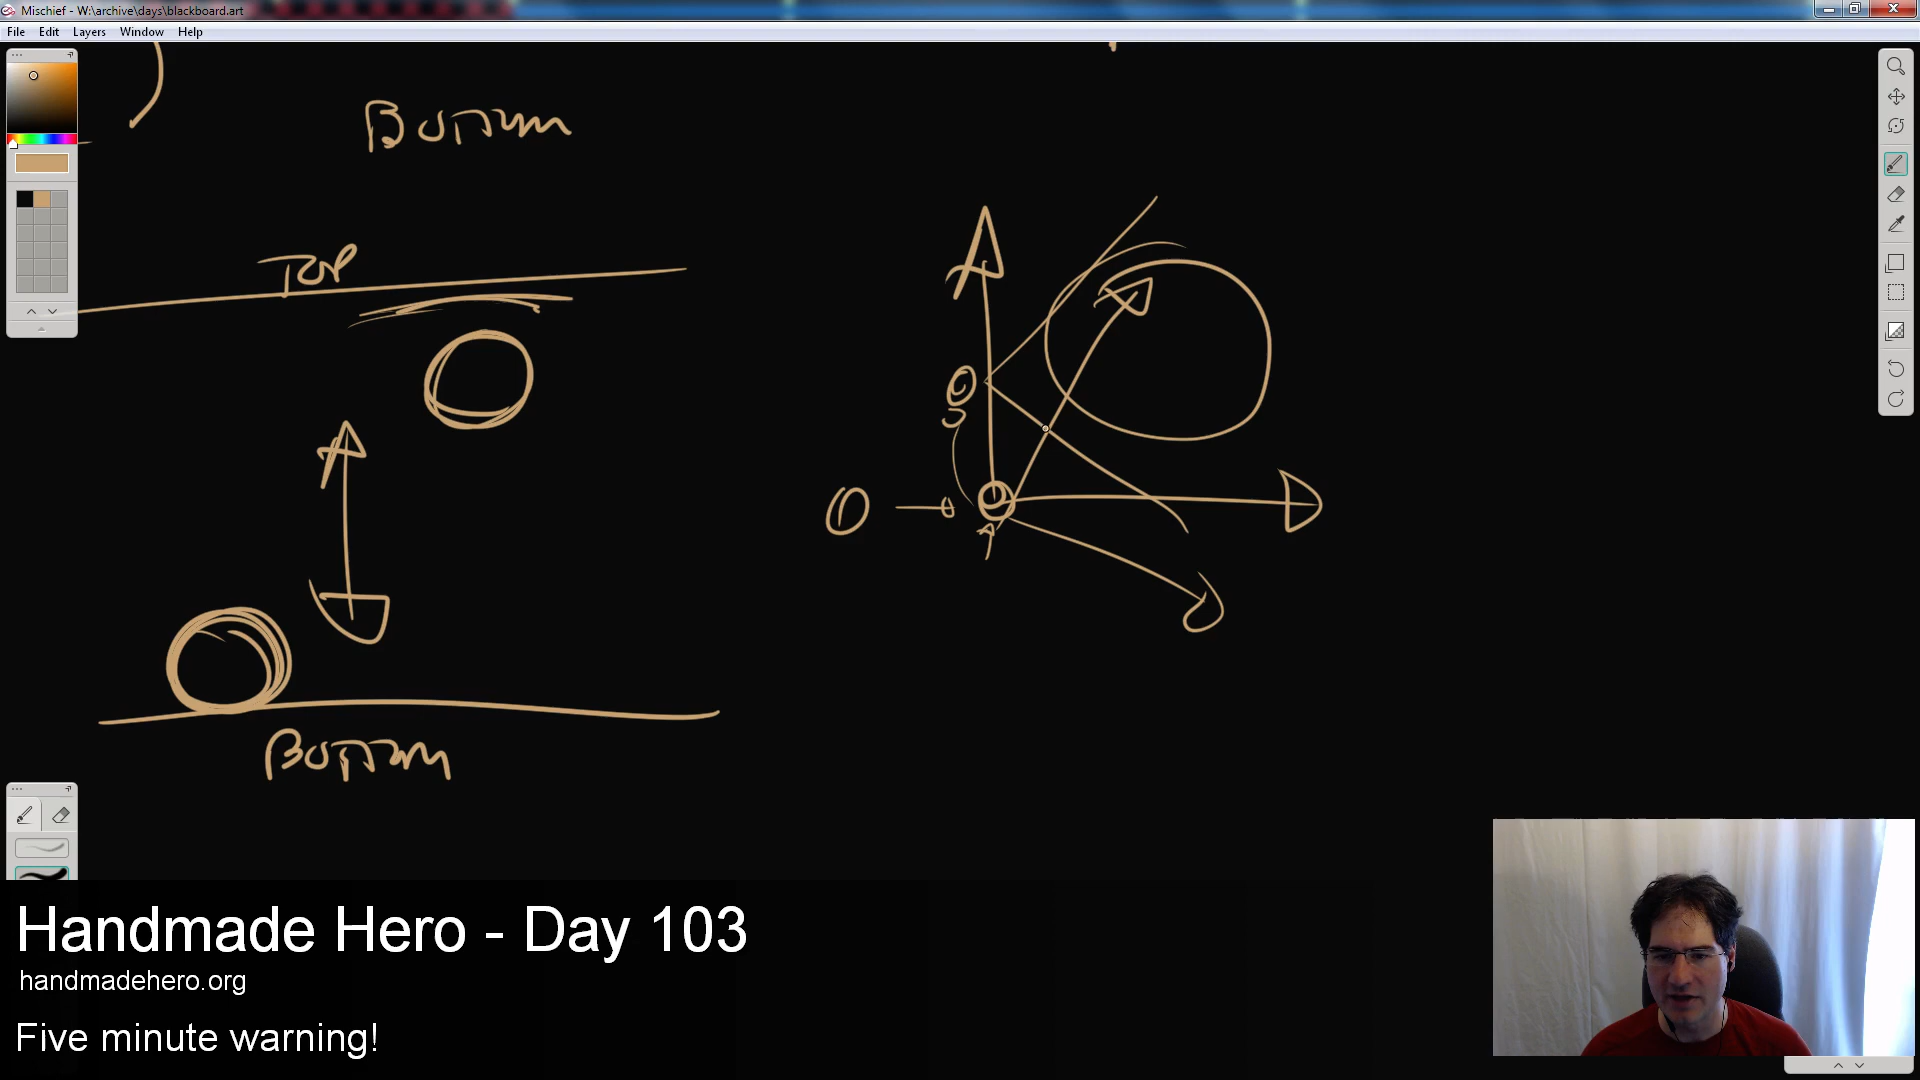 Mischief - W:\archive\days\blackboard.art
File Edit Layers Window Help
Bottom
TOP
Bottom
Handmade Hero - Day 103
handmadehero.org
Five minute warning!